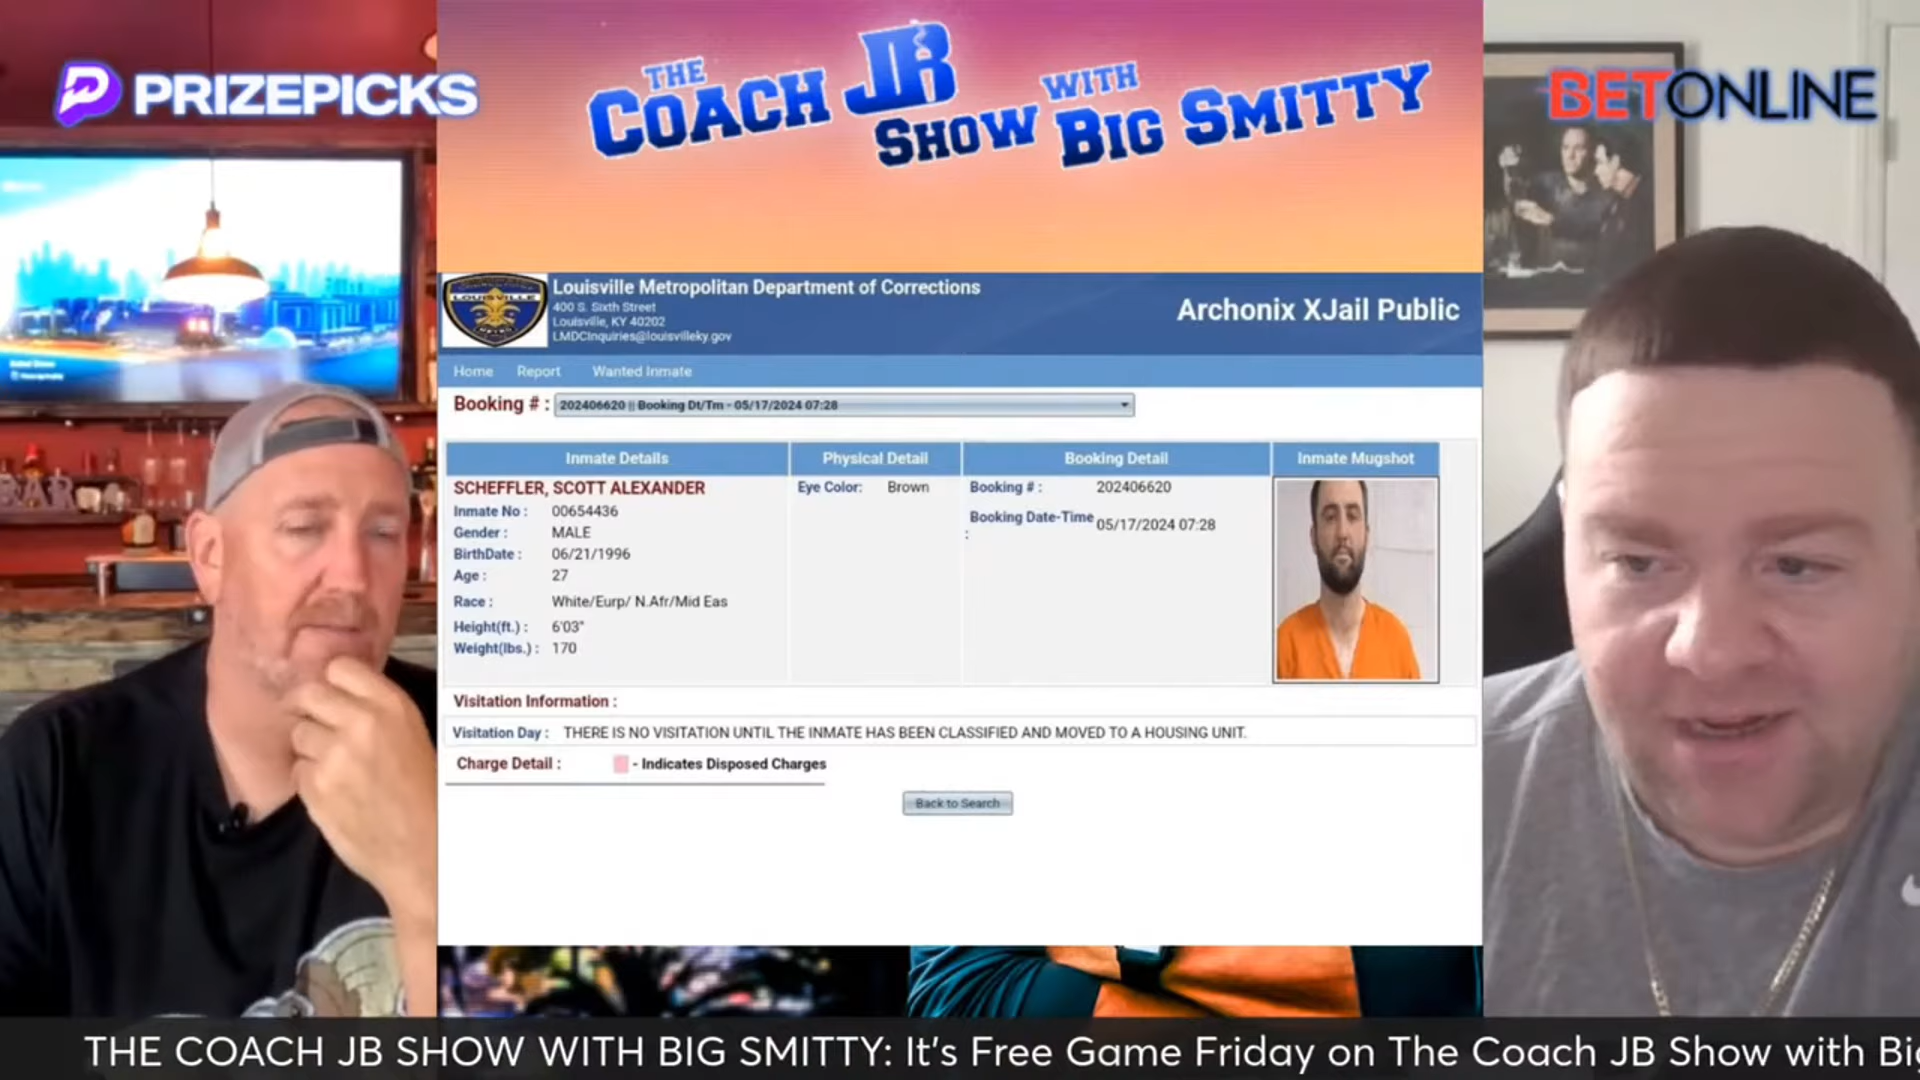 PRIZEPICKS
THE COACH JB SHOW WITH BIG SMITTY
BETONLINE
LOUISVILLE
METRO
Louisville Metropolitan Department of Corrections
400 S. Sixth Street
Louisville, KY 40202
LMDCInquiries@louisvilleky.gov
Archonix XJail Public
Home Report Wanted Inmate
Booking # : 202406620 || Booking Dt/Tm - 05/17/2024 07:28
Inmate Details Physical Detail Booking Detail Inmate Mugshot
SCHEFFLER, SCOTT ALEXANDER Eye Color: Brown Booking # : 202406620
Inmate No : 00654436
Booking Date-Time : 05/17/2024 07:28
Gender : MALE
BirthDate : 06/21/1996
Age : 27
Race : White/Eurp/ N.Afr/Mid Eas
Height(ft.) : 6'03"
Weight(lbs.) : 170
Visitation Information :
Visitation Day : THERE IS NO VISITATION UNTIL THE INMATE HAS BEEN CLASSIFIED AND MOVED TO A HOUSING UNIT.
Charge Detail : - Indicates Disposed Charges
Back to Search
BAR
THE COACH JB SHOW WITH BIG SMITTY: It's Free Game Friday on The Coach JB Show with Big